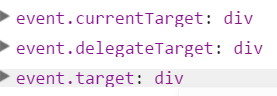 event.currentTarget: div
event.delegateTarget: div
event.target: div